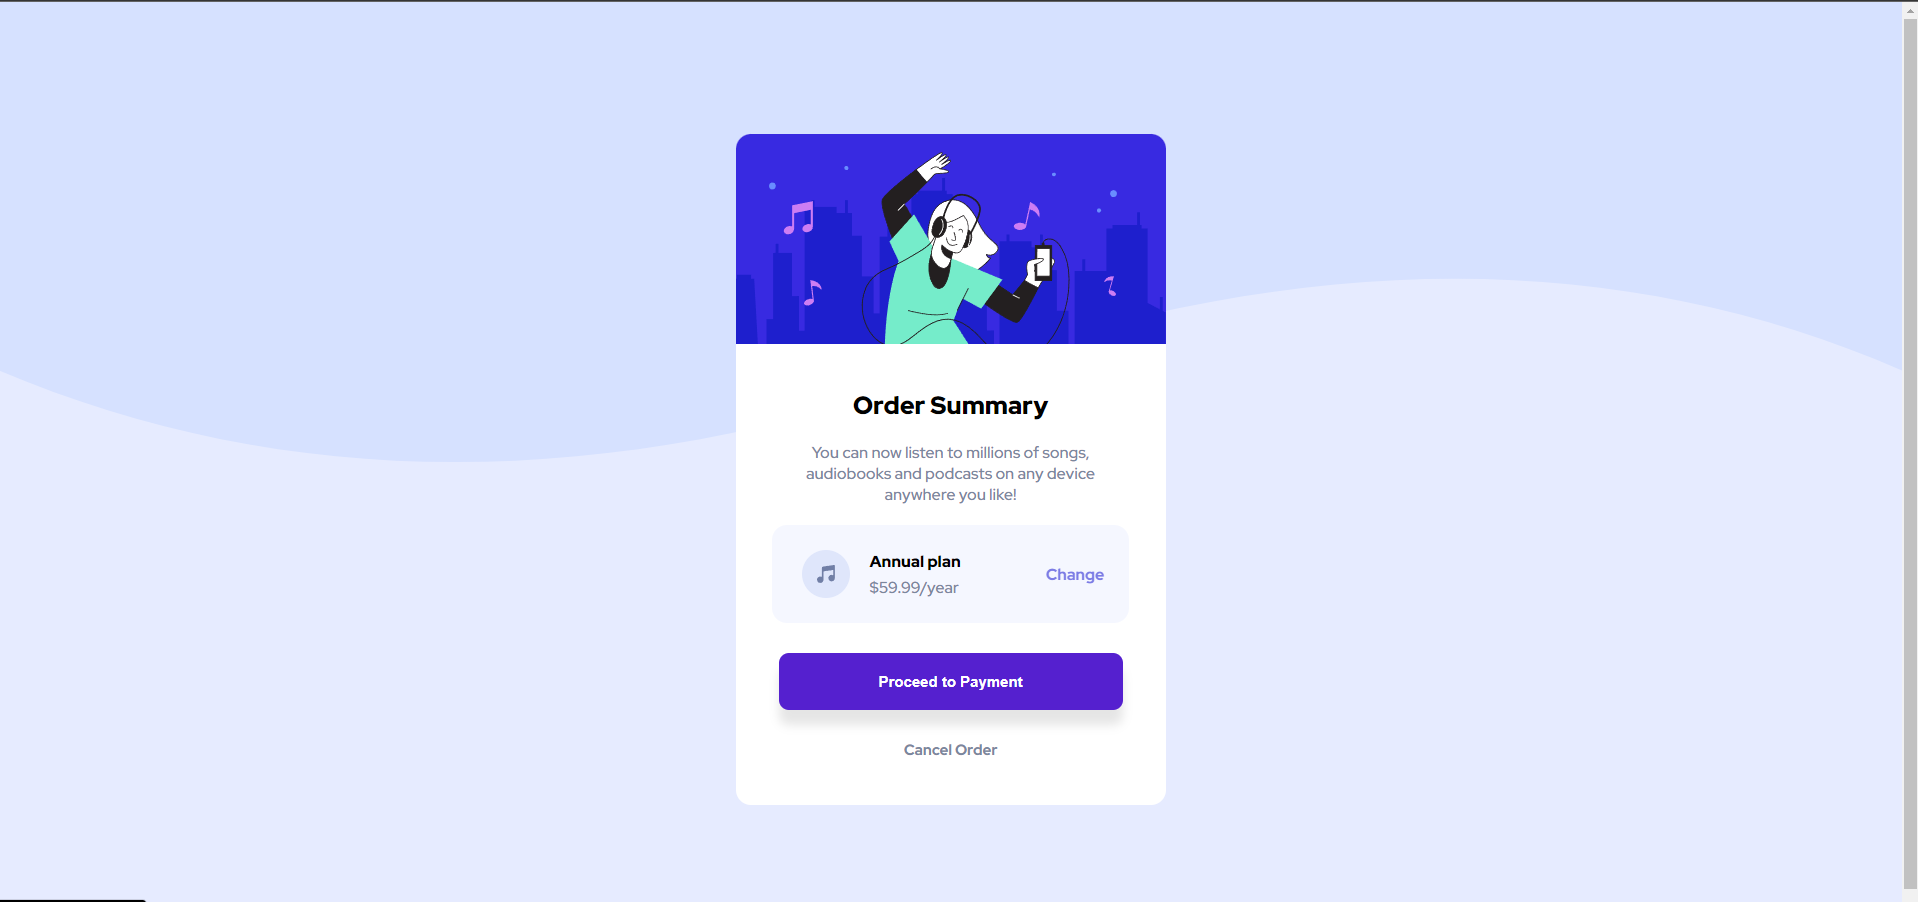 Order Summary
You can now listen to millions of songs,
audiobooks and podcasts on any device
anywhere you like!
Annual plan
$59.99/year
Change
Proceed to Payment
Cancel Order